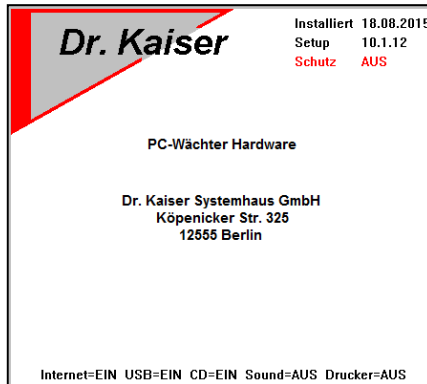 Dr. Kaiser
Installiert 18.08.2015
Setup 10.1.12
Schutz AUS
PC-Wächter Hardware
Dr. Kaiser Systemhaus GmbH
Köpenicker Str. 325
12555 Berlin
Internet=EIN USB=EIN CD=EIN Sound=AUS Drucker=AUS